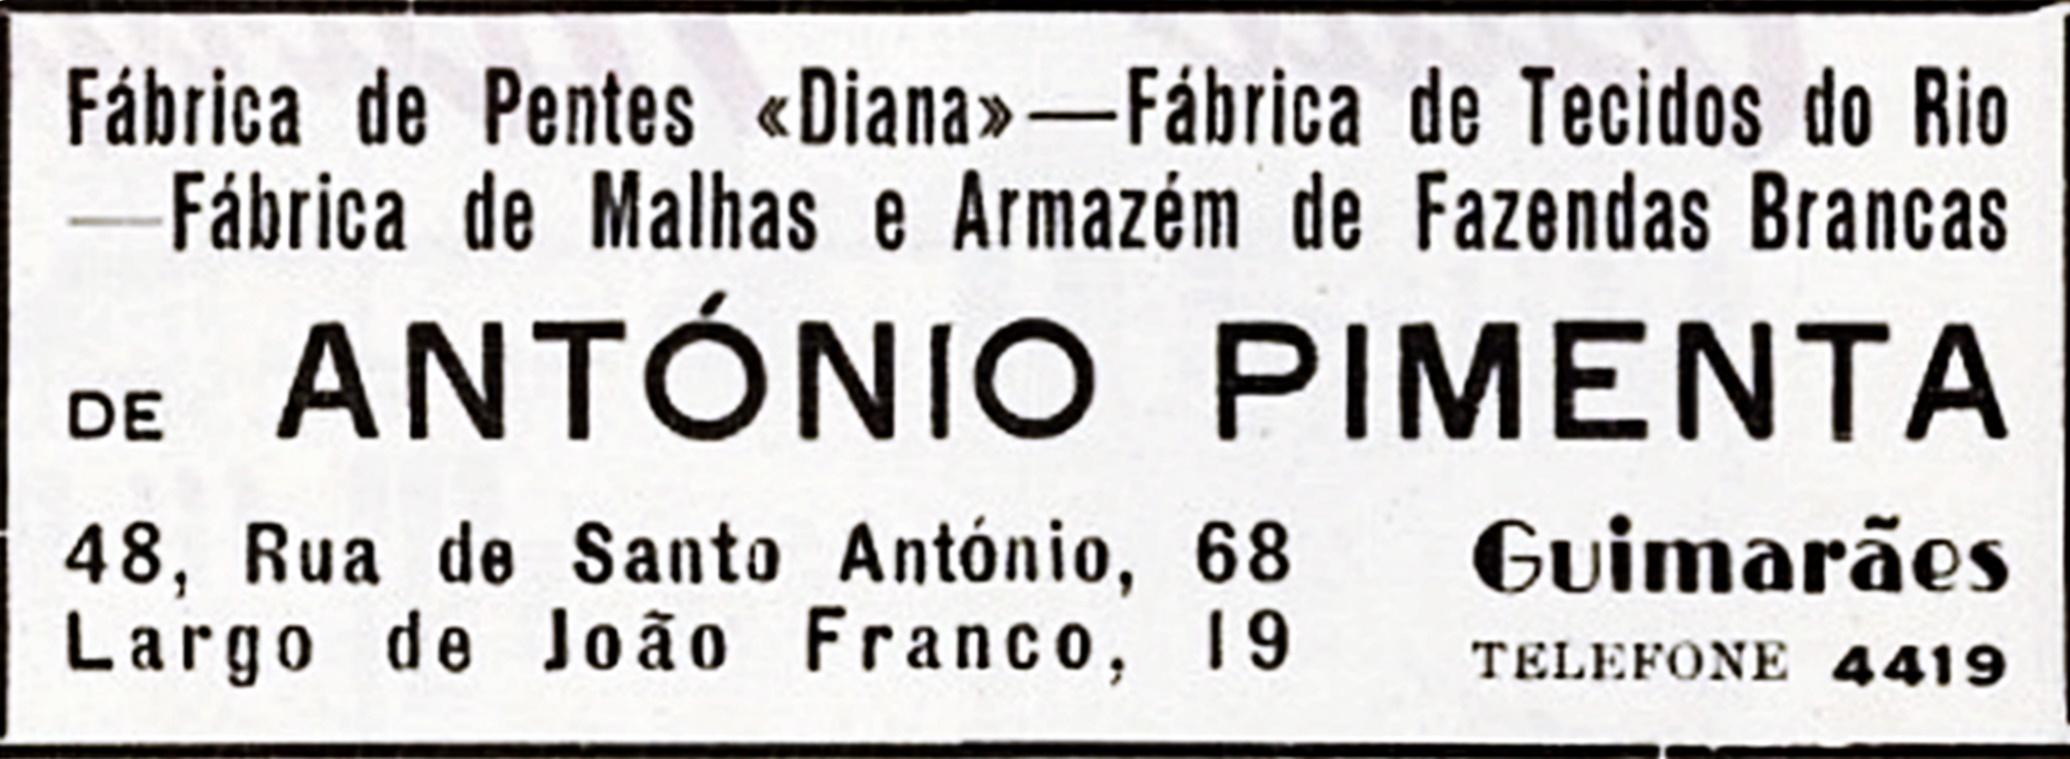 Fábrica de Pentes «Diana»—Fábrica de Tecidos do Rio
—Fábrica de Malhas e Armazém de Fazendas Brancas
DE ANTÓNIO PIMENTA
48, Rua de Santo António, 68
Largo de João Franco, 19
Guimarães
TELEFONE 4419